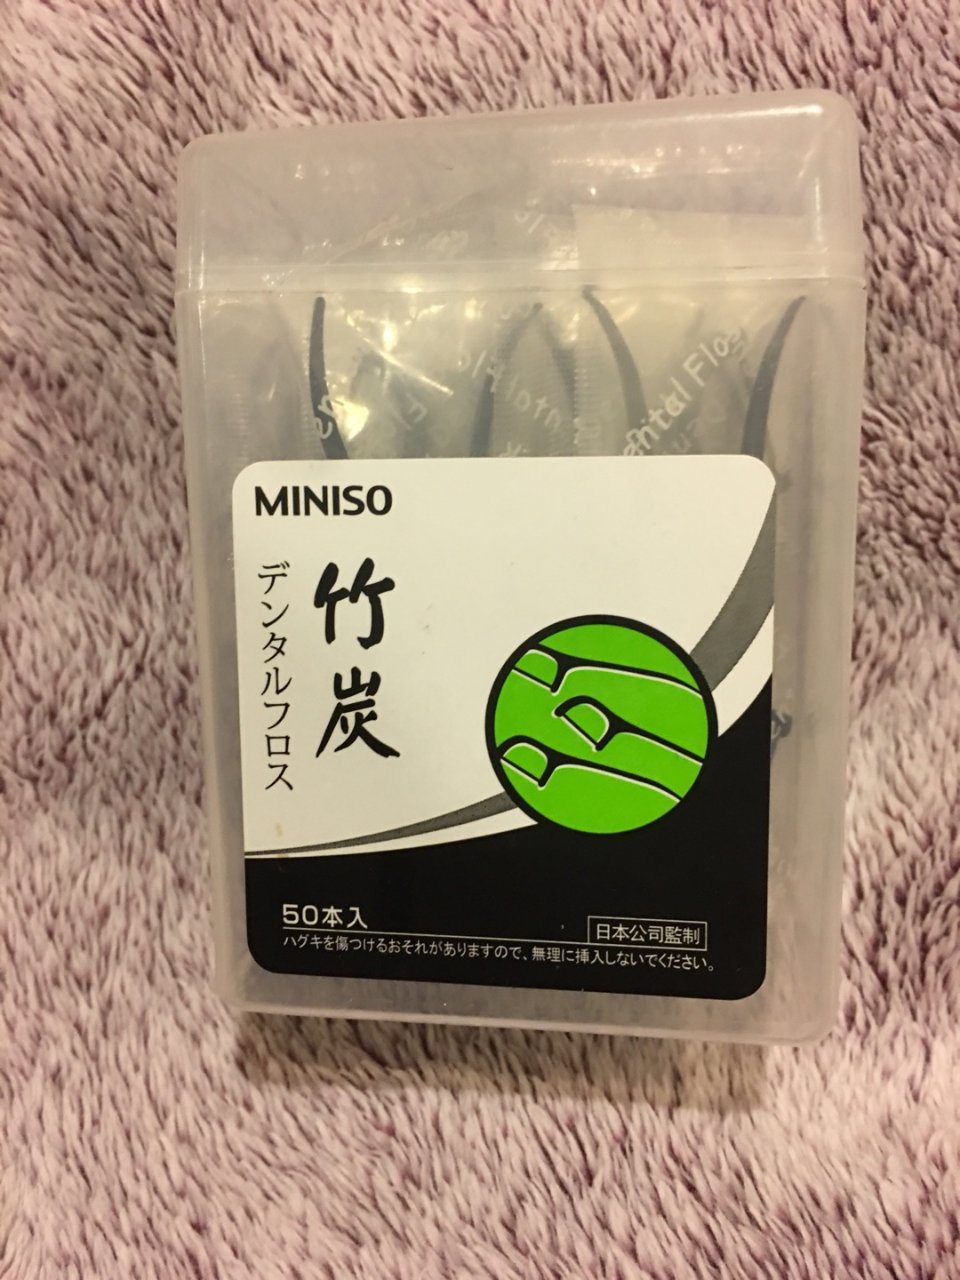 MINISO
竹炭
デンタルフロス
50本入
日本公司監制
ハグキを傷つけるおそれがありますので、無理に挿入しないでください。
ental Flos